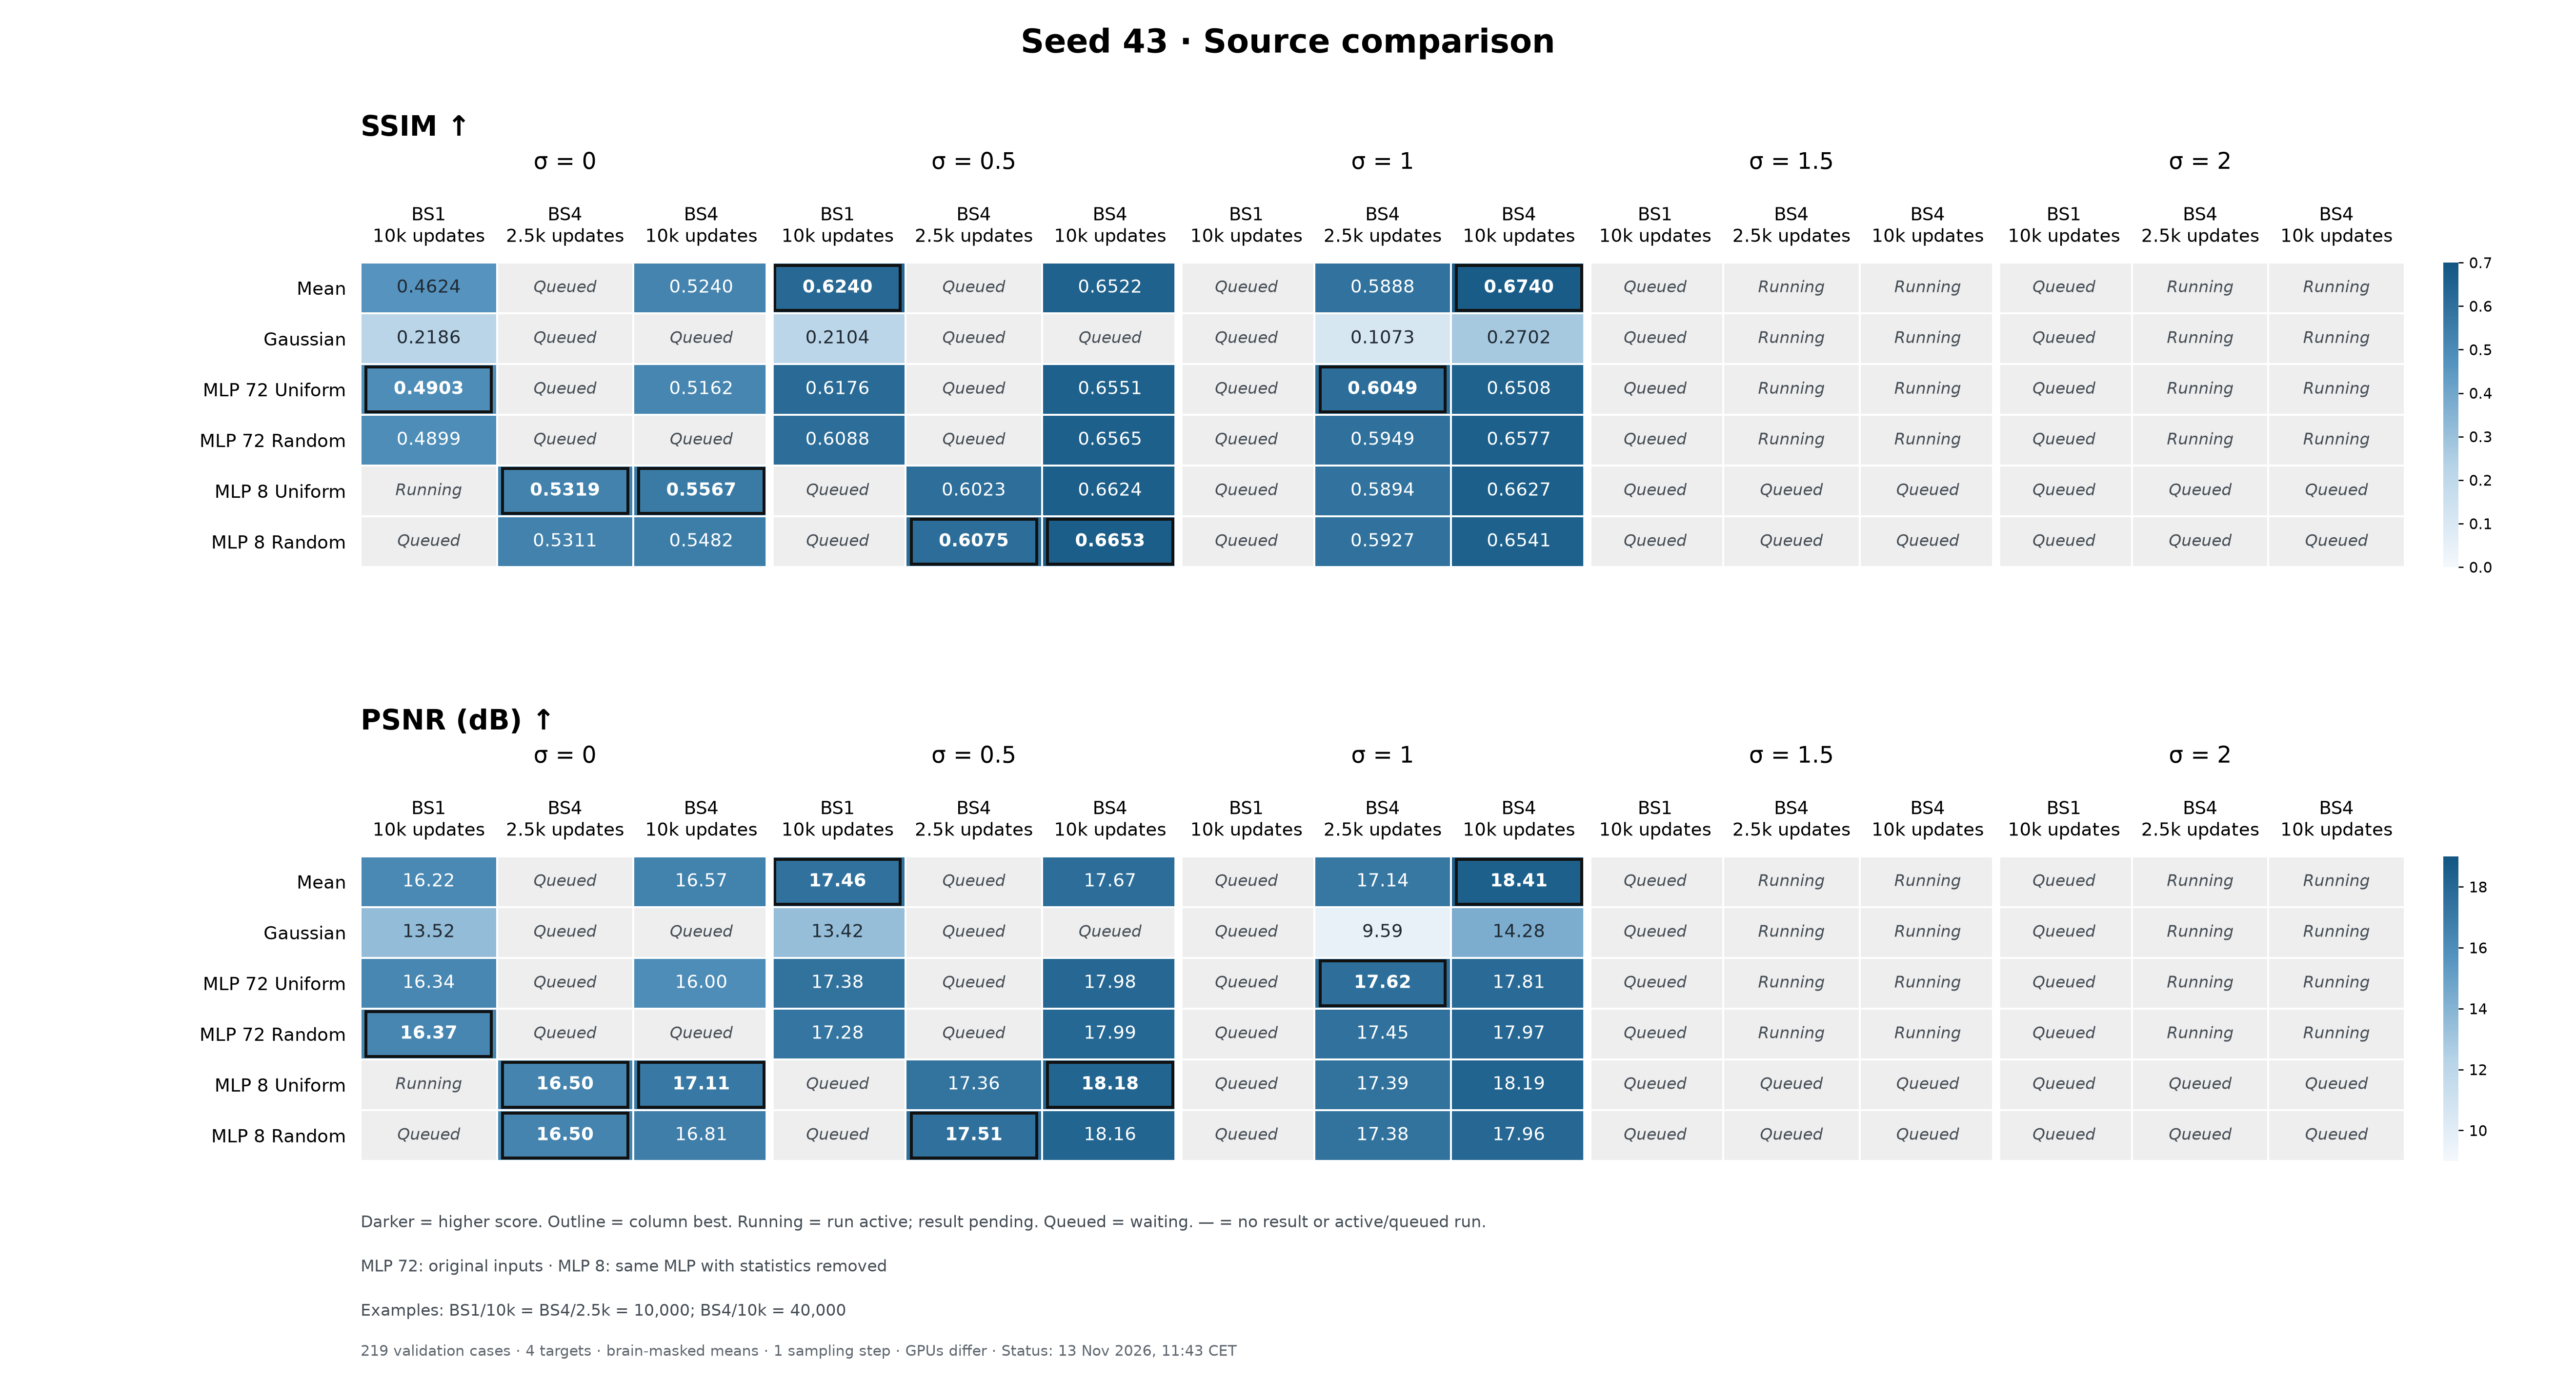 Seed 43 · Source comparison
SSIM ↑
σ = 0 σ = 0.5 σ = 1 σ = 1.5 σ = 2
BS1 BS4 BS4 BS1 BS4 BS4 BS1 BS4 BS4 BS1 BS4 BS4 BS1 BS4 BS4
10k updates 2.5k updates 10k updates 10k updates 2.5k updates 10k updates 10k updates 2.5k updates 10k updates 10k updates 2.5k updates 10k updates 10k updates 2.5k updates 10k updates
Mean 0.4624 Queued 0.5240 0.6240 Queued 0.6522 Queued 0.5888 0.6740 Queued Running Running Queued Running Running
Gaussian 0.2186 Queued Queued 0.2104 Queued Queued Queued 0.1073 0.2702 Queued Running Running Queued Running Running
MLP 72 Uniform 0.4903 Queued 0.5162 0.6176 Queued 0.6551 Queued 0.6049 0.6508 Queued Running Running Queued Running Running
MLP 72 Random 0.4899 Queued Queued 0.6088 Queued 0.6565 Queued 0.5949 0.6577 Queued Running Running Queued Running Running
MLP 8 Uniform Running 0.5319 0.5567 Queued 0.6023 0.6624 Queued 0.5894 0.6627 Queued Queued Queued Queued Queued Queued
MLP 8 Random Queued 0.5311 0.5482 Queued 0.6075 0.6653 Queued 0.5927 0.6541 Queued Queued Queued Queued Queued Queued
0.7
0.6
0.5
0.4
0.3
0.2
0.1
0.0
PSNR (dB) ↑
σ = 0 σ = 0.5 σ = 1 σ = 1.5 σ = 2
BS1 BS4 BS4 BS1 BS4 BS4 BS1 BS4 BS4 BS1 BS4 BS4 BS1 BS4 BS4
10k updates 2.5k updates 10k updates 10k updates 2.5k updates 10k updates 10k updates 2.5k updates 10k updates 10k updates 2.5k updates 10k updates 10k updates 2.5k updates 10k updates
Mean 16.22 Queued 16.57 17.46 Queued 17.67 Queued 17.14 18.41 Queued Running Running Queued Running Running
Gaussian 13.52 Queued Queued 13.42 Queued Queued Queued 9.59 14.28 Queued Running Running Queued Running Running
MLP 72 Uniform 16.34 Queued 16.00 17.38 Queued 17.98 Queued 17.62 17.81 Queued Running Running Queued Running Running
MLP 72 Random 16.37 Queued Queued 17.28 Queued 17.99 Queued 17.45 17.97 Queued Running Running Queued Running Running
MLP 8 Uniform Running 16.50 17.11 Queued 17.36 18.18 Queued 17.39 18.19 Queued Queued Queued Queued Queued Queued
MLP 8 Random Queued 16.50 16.81 Queued 17.51 18.16 Queued 17.38 17.96 Queued Queued Queued Queued Queued Queued
18
16
14
12
10
Darker = higher score. Outline = column best. Running = run active; result pending. Queued = waiting. — = no result or active/queued run.
MLP 72: original inputs · MLP 8: same MLP with statistics removed
Examples: BS1/10k = BS4/2.5k = 10,000; BS4/10k = 40,000
219 validation cases · 4 targets · brain-masked means · 1 sampling step · GPUs differ · Status: 13 Nov 2026, 11:43 CET